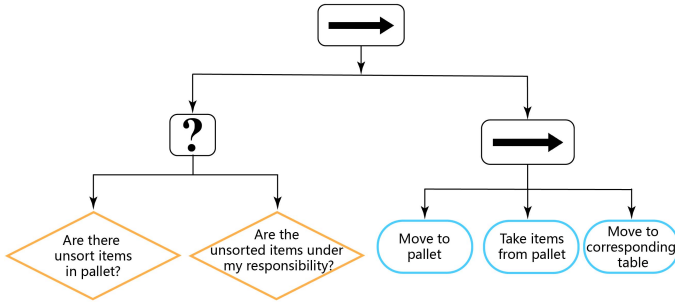 ?
Are there
unsort items
in pallet?
Are the
unsorted items under
my responsibility?
Move to
pallet
Take items
from pallet
Move to
corresponding
table